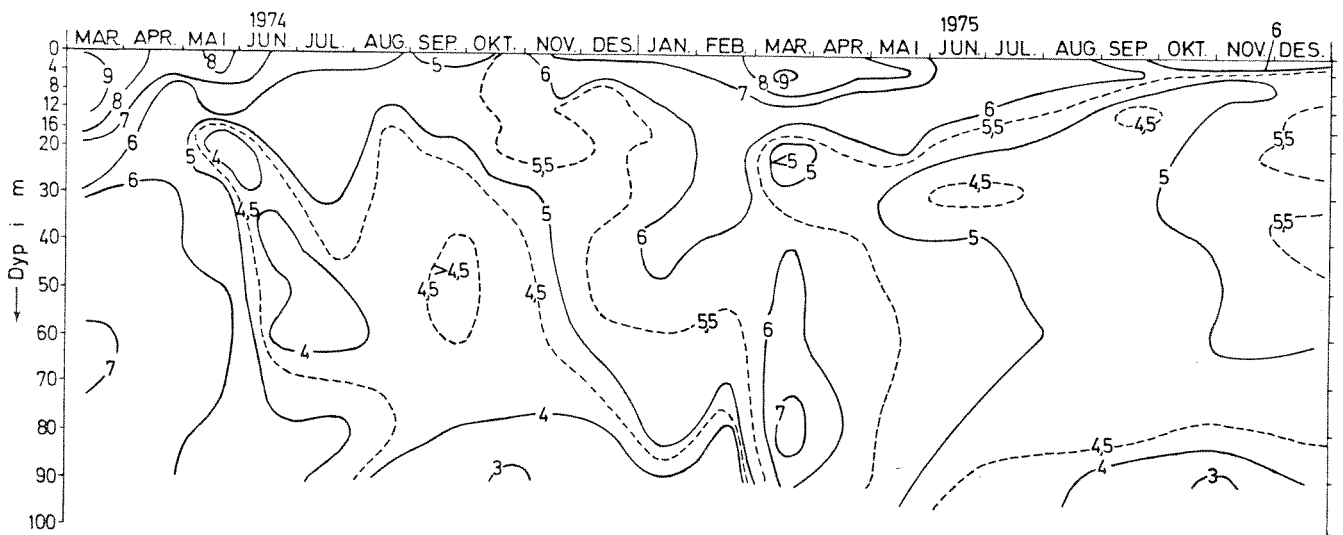 1974 1975
MAR. APR. MAI JUN. JUL. AUG. SEP. OKT. NOV. DES. JAN. FEB. MAR. APR. MAI JUN. JUL. AUG. SEP. OKT. NOV. DES.
6
0
4
8
12
16
20
30
40
50
60
70
80
90
100
← Dyp i m
9 8 5 6 8 9 7
8 7 6 5 4 6
5,5 <5 5 6 5,5 4,5 5,5
6 4,5 5 4,5 5
6 5 5,5
>4,5 4,5 4,5 5,5 6
7 4
4 7 4,5
3 4 3